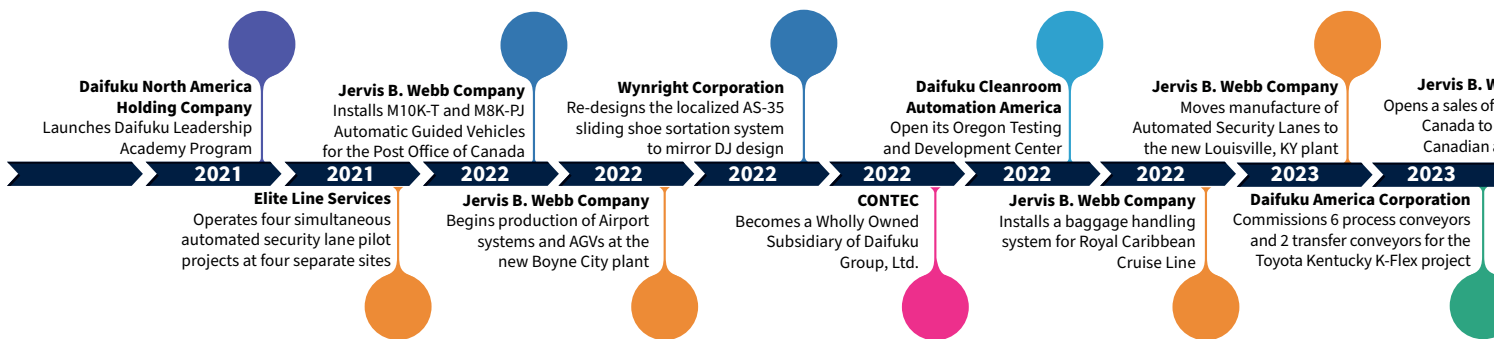 Daifuku North America
Holding Company
Launches Daifuku Leadership
Academy Program
Jervis B. Webb Company
Installs M10K-T and M8K-PJ
Automatic Guided Vehicles
for the Post Office of Canada
Wynright Corporation
Re-designs the localized AS-35
sliding shoe sortation system
to mirror DJ design
Daifuku Cleanroom
Automation America
Open its Oregon Testing
and Development Center
Jervis B. Webb Company
Moves manufacture of
Automated Security Lanes to
the new Louisville, KY plant
Jervis B.
Opens a sales
Canada to
Canadian
2021 2021 2022 2022 2022 2022 2022 2022 2023 2023
Elite Line Services
Operates four simultaneous
automated security lane pilot
projects at four separate sites
Jervis B. Webb Company
Begins production of Airport
systems and AGVs at the
new Boyne City plant
CONTEC
Becomes a Wholly Owned
Subsidiary of Daifuku
Group, Ltd.
Jervis B. Webb Company
Installs a baggage handling
system for Royal Caribbean
Cruise Line
Daifuku America Corporation
Commissions 6 process conveyors
and 2 transfer conveyors for the
Toyota Kentucky K-Flex project